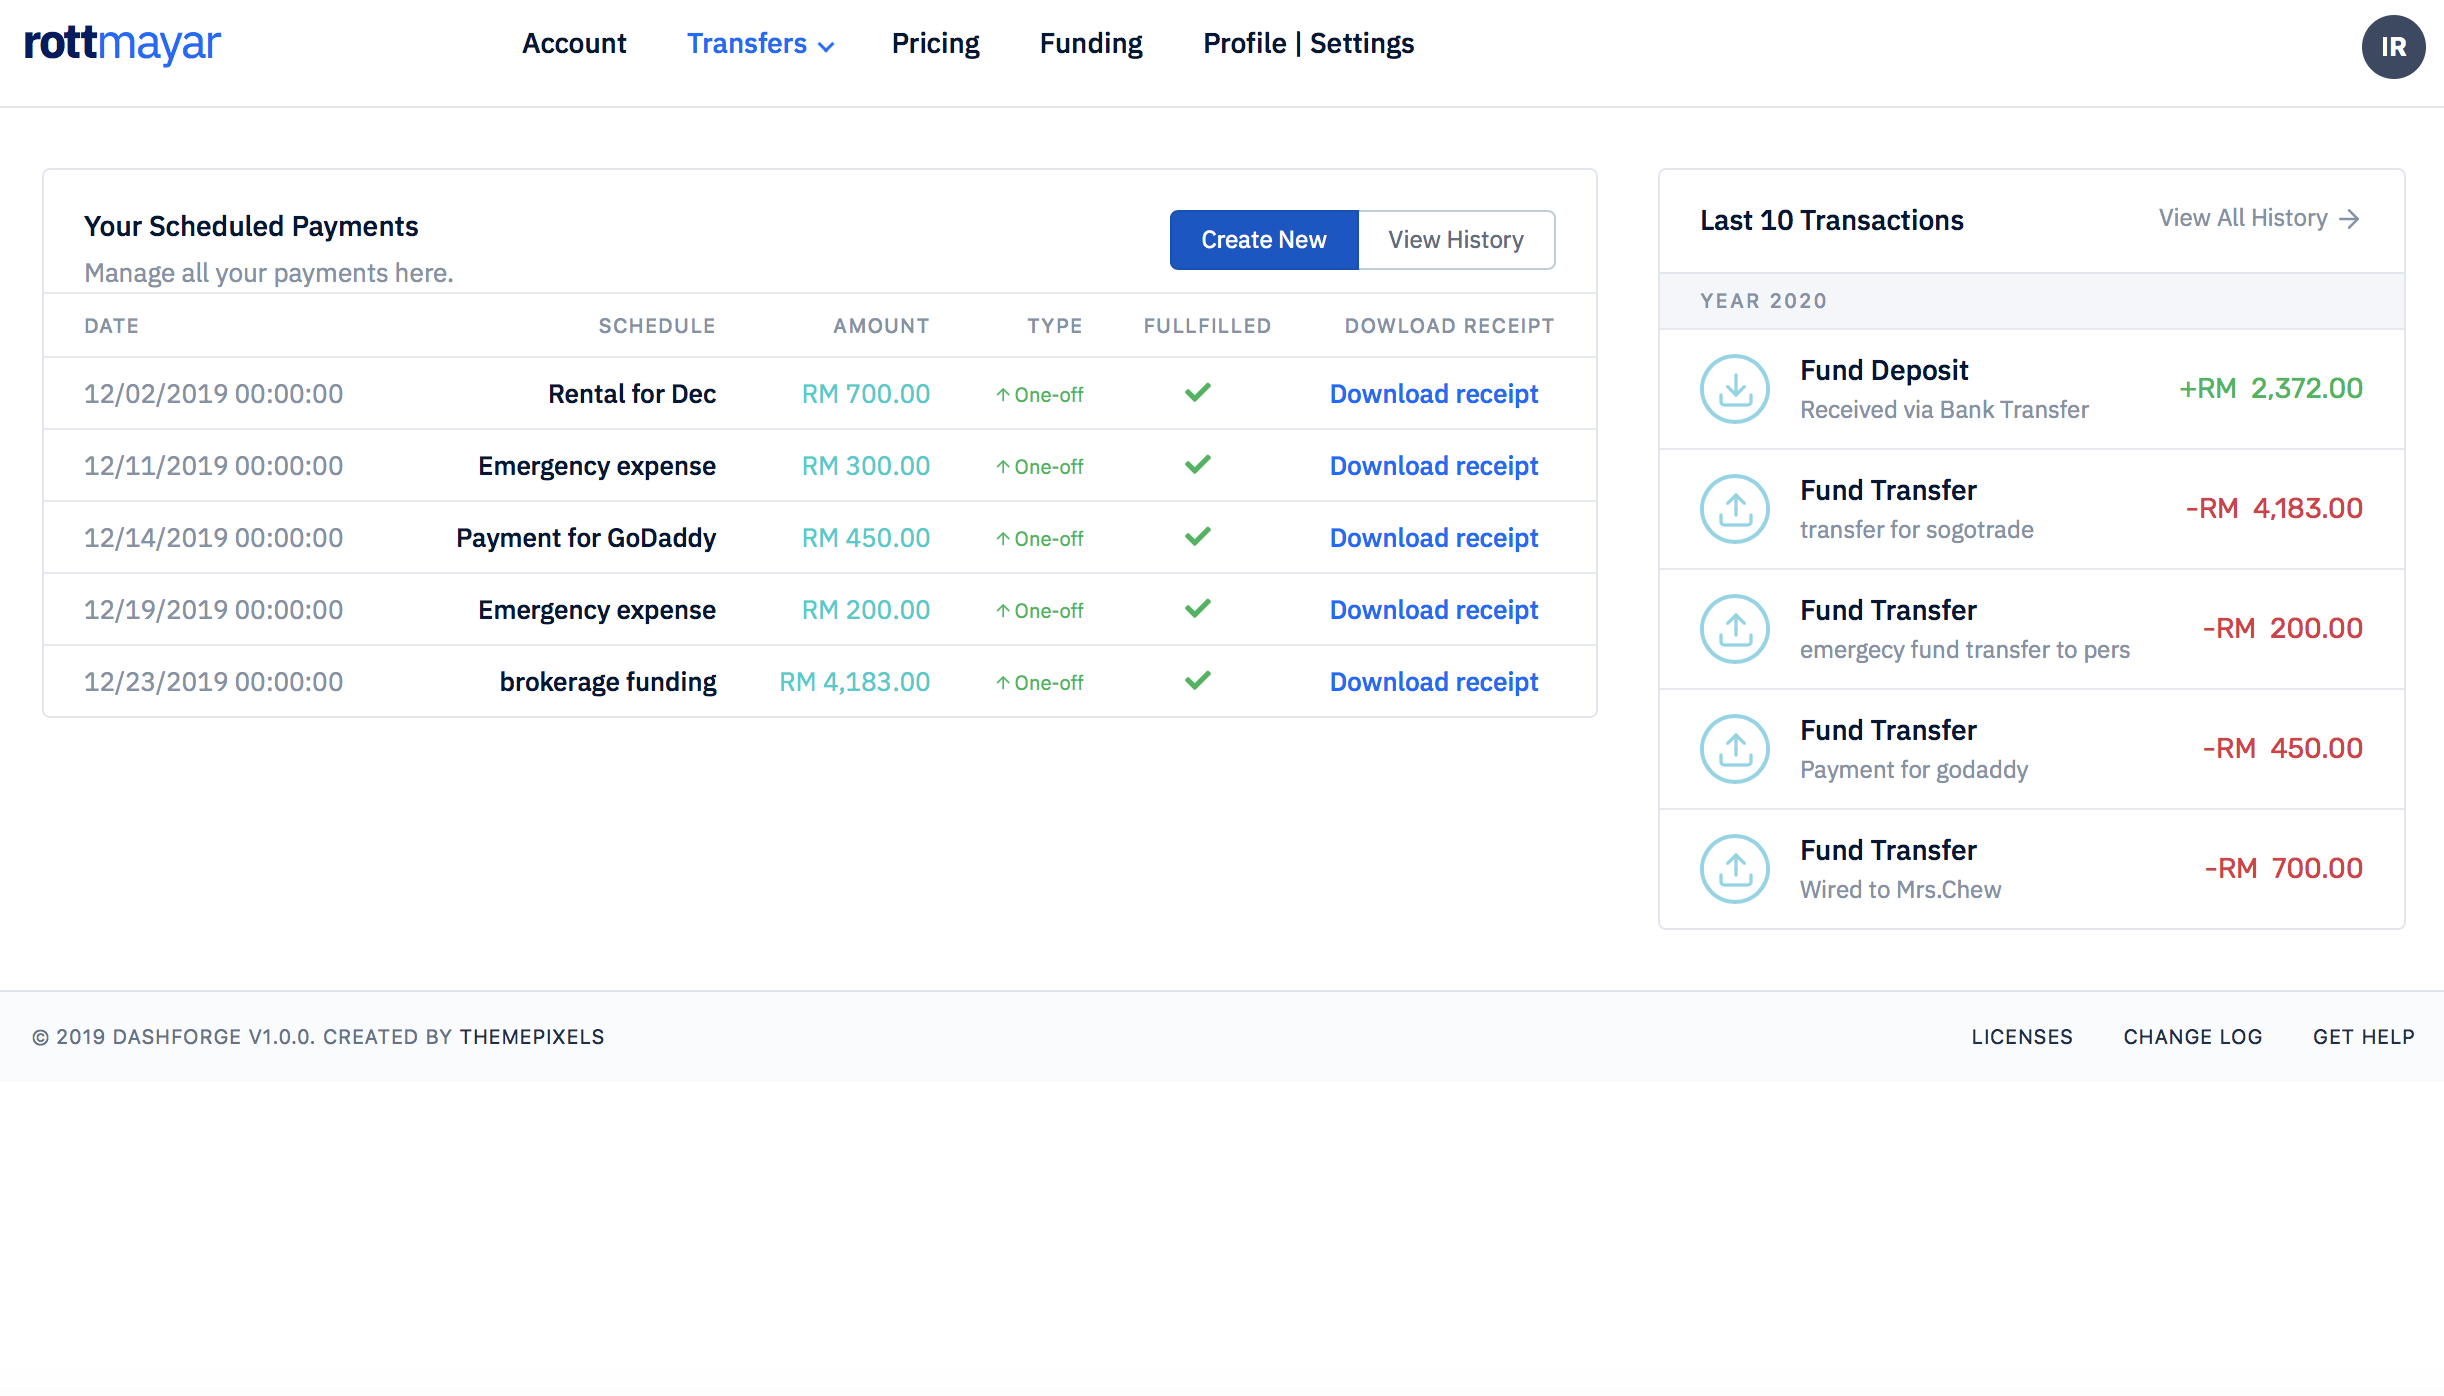 rottmayar
Account Transfers Pricing Funding Profile | Settings
IR
Your Scheduled Payments
Manage all your payments here.
Create New View History
DATE SCHEDULE AMOUNT TYPE FULLFILLED DOWLOAD RECEIPT
12/02/2019 00:00:00 Rental for Dec RM 700.00 One-off Download receipt
12/11/2019 00:00:00 Emergency expense RM 300.00 One-off Download receipt
12/14/2019 00:00:00 Payment for GoDaddy RM 450.00 One-off Download receipt
12/19/2019 00:00:00 Emergency expense RM 200.00 One-off Download receipt
12/23/2019 00:00:00 brokerage funding RM 4,183.00 One-off Download receipt
Last 10 Transactions View All History
YEAR 2020
Fund Deposit
Received via Bank Transfer
+RM 2,372.00
Fund Transfer
transfer for sogotrade
-RM 4,183.00
Fund Transfer
emergecy fund transfer to pers
-RM 200.00
Fund Transfer
Payment for godaddy
-RM 450.00
Fund Transfer
Wired to Mrs.Chew
-RM 700.00
© 2019 DASHFORGE V1.0.0. CREATED BY THEMEPIXELS
LICENSES CHANGE LOG GET HELP